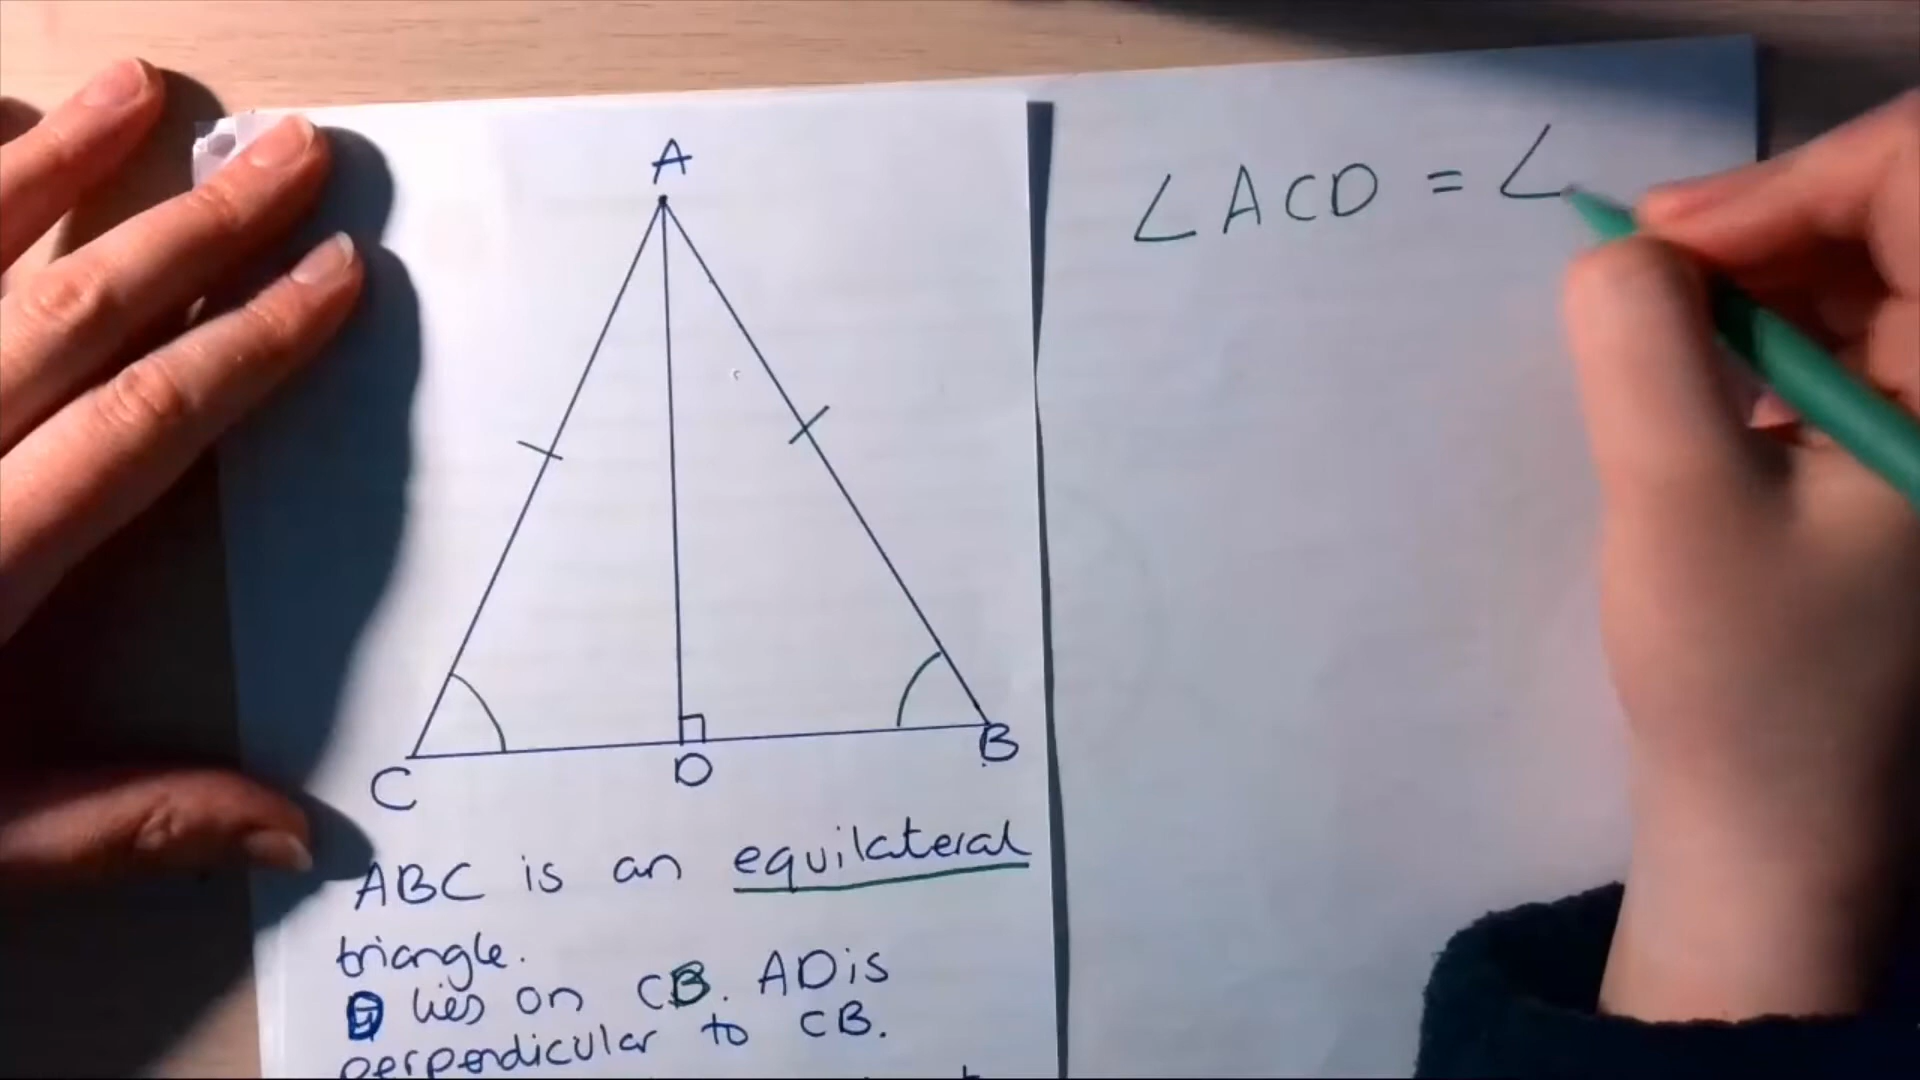 A
∠ ACD = ∠
C
D
B
ABC is an equilateral
triangle.
lies on CB. AD is
perpendicular to CB.